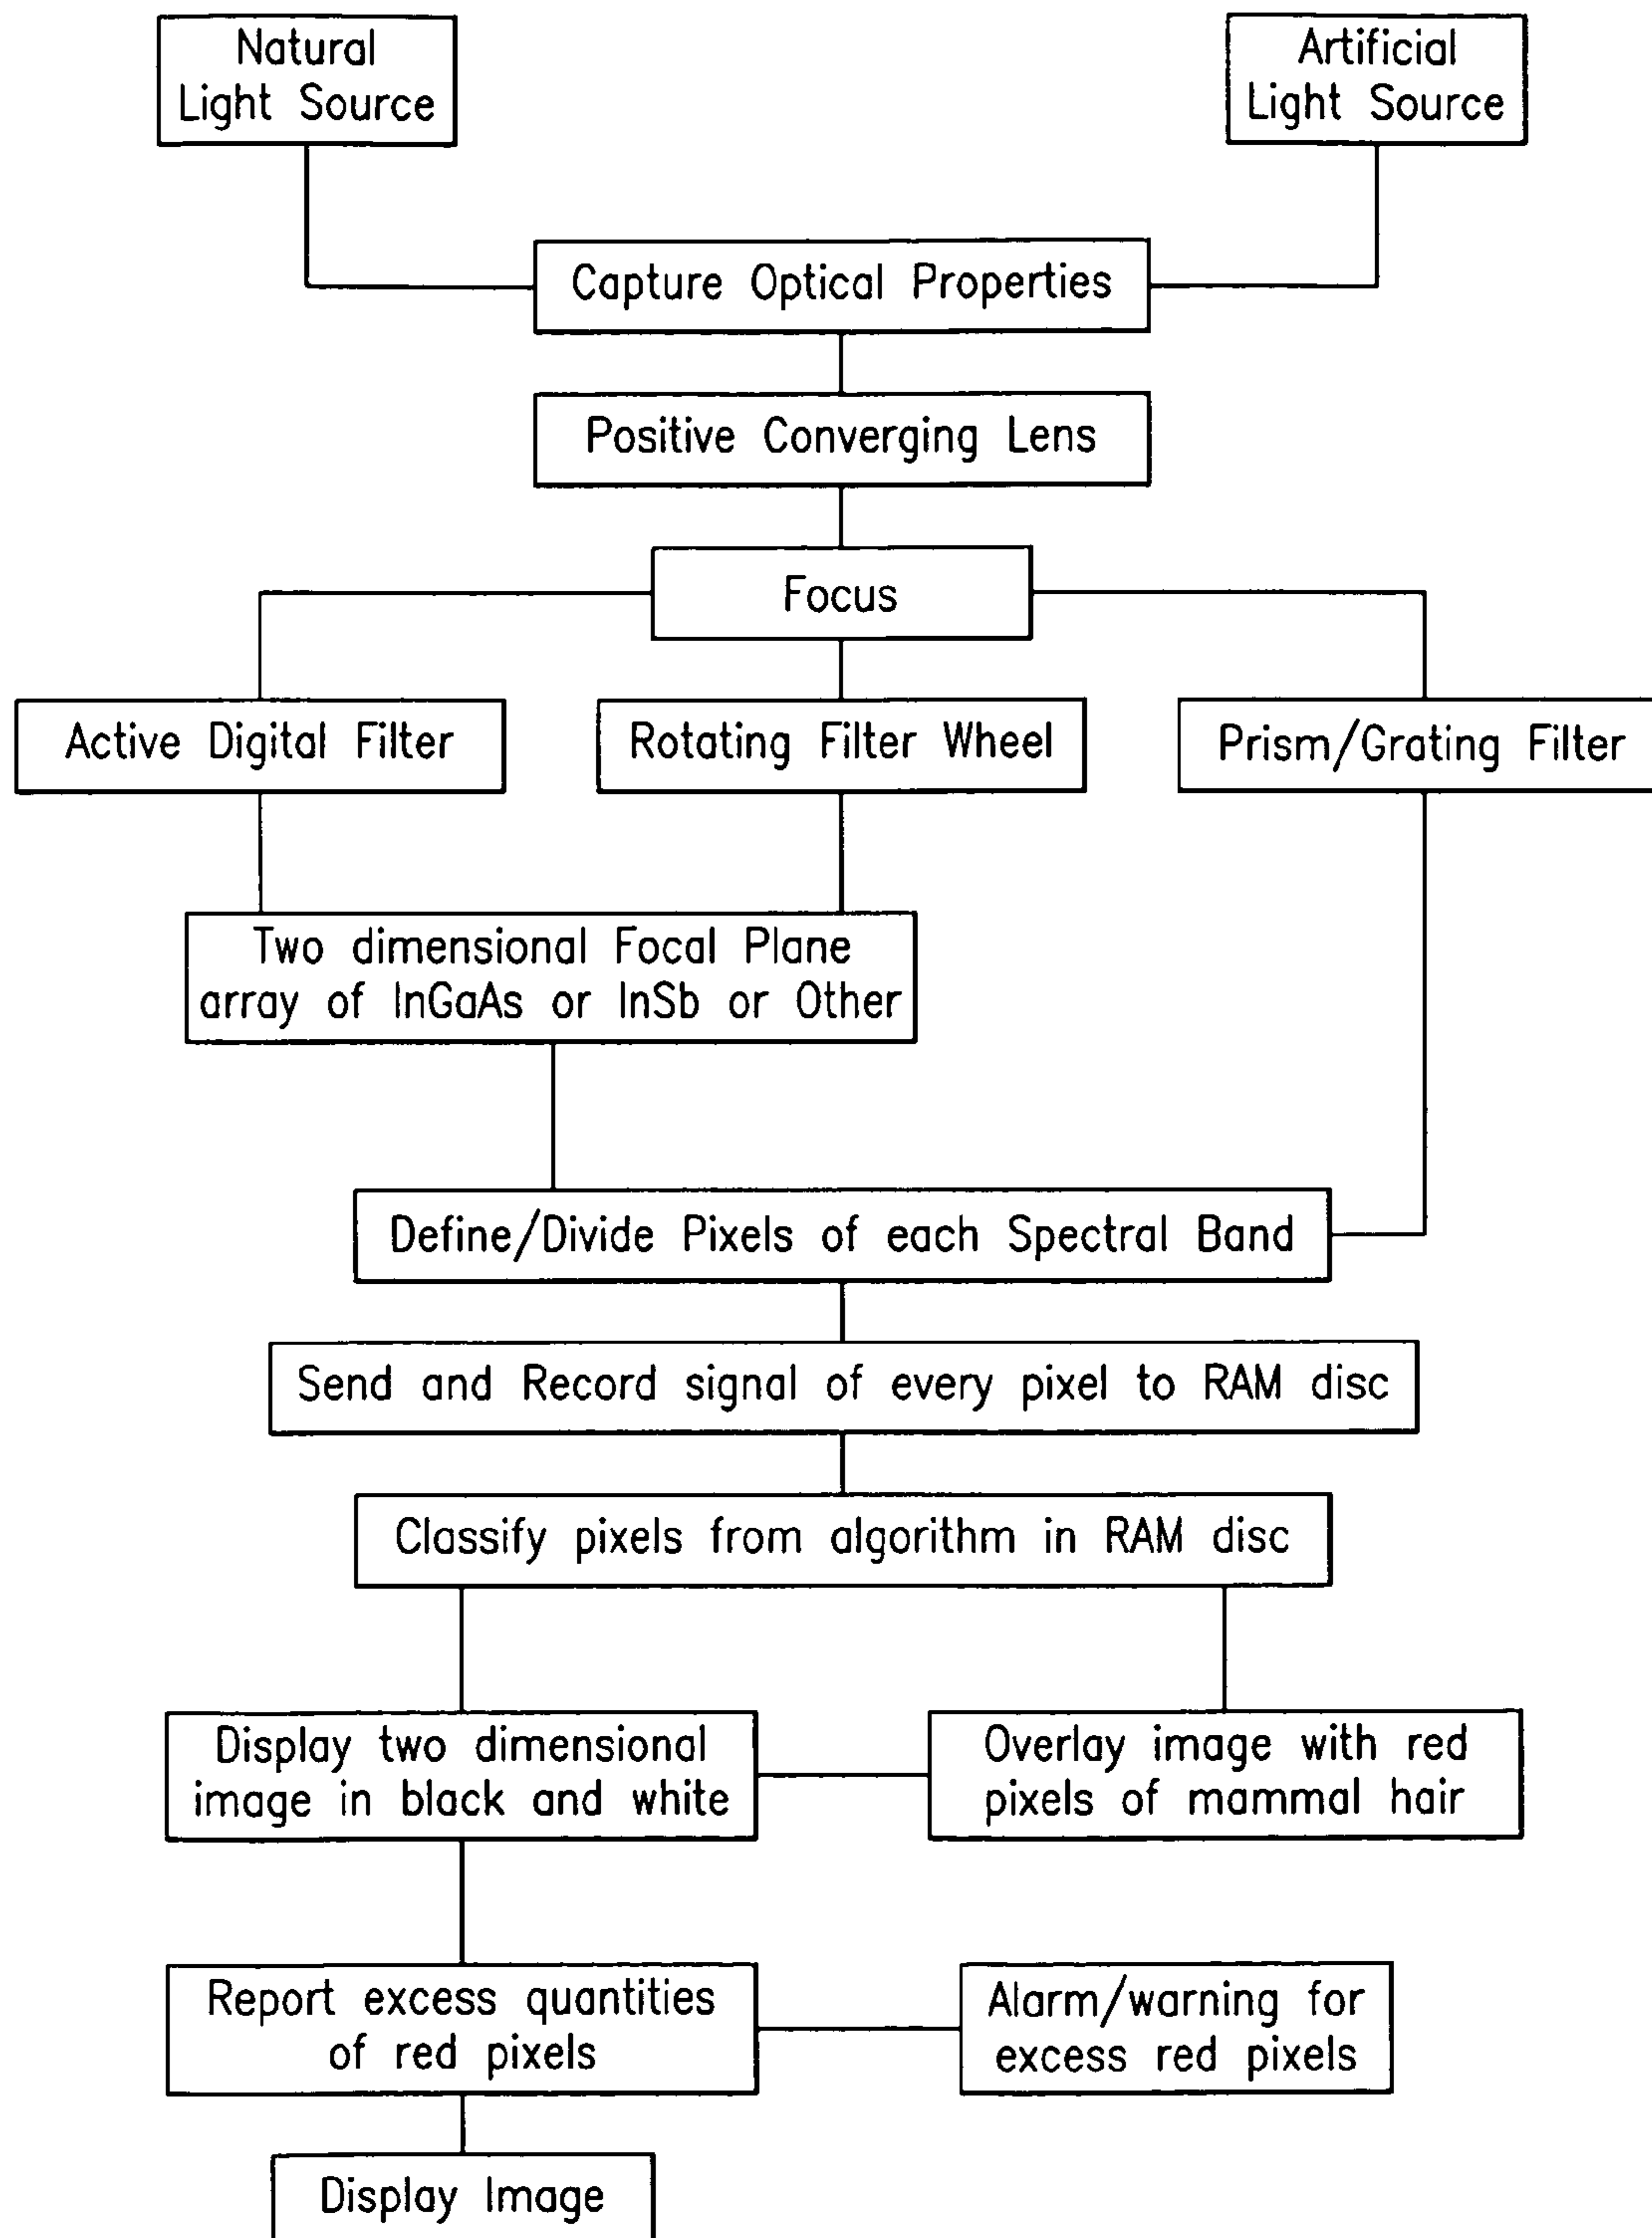 Natural
Light Source
Artificial
Light Source
Capture Optical Properties
Positive Converging Lens
Focus
Active Digital Filter
Rotating Filter Wheel
Prism/Grating Filter
Two dimensional Focal Plane
array of InGaAs or InSb or Other
Define/Divide Pixels of each Spectral Band
Send and Record signal of every pixel to RAM disc
Classify pixels from algorithm in RAM disc
Display two dimensional
image in black and white
Overlay image with red
pixels of mammal hair
Report excess quantities
of red pixels
Alarm/warning for
excess red pixels
Display Image